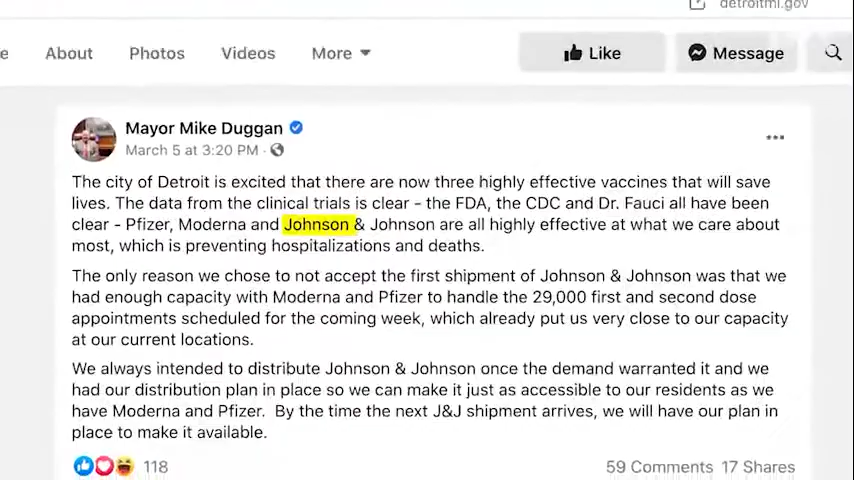 detroitmi.gov
e About Photos Videos More Like Message
Mayor Mike Duggan
March 5 at 3:20 PM ·
The city of Detroit is excited that there are now three highly effective vaccines that will save
lives. The data from the clinical trials is clear - the FDA, the CDC and Dr. Fauci all have been
clear - Pfizer, Moderna and Johnson & Johnson are all highly effective at what we care about
most, which is preventing hospitalizations and deaths.
The only reason we chose to not accept the first shipment of Johnson & Johnson was that we
had enough capacity with Moderna and Pfizer to handle the 29,000 first and second dose
appointments scheduled for the coming week, which already put us very close to our capacity
at our current locations.
We always intended to distribute Johnson & Johnson once the demand warranted it and we
had our distribution plan in place so we can make it just as accessible to our residents as we
have Moderna and Pfizer. By the time the next J&J shipment arrives, we will have our plan in
place to make it available.
118 59 Comments 17 Shares